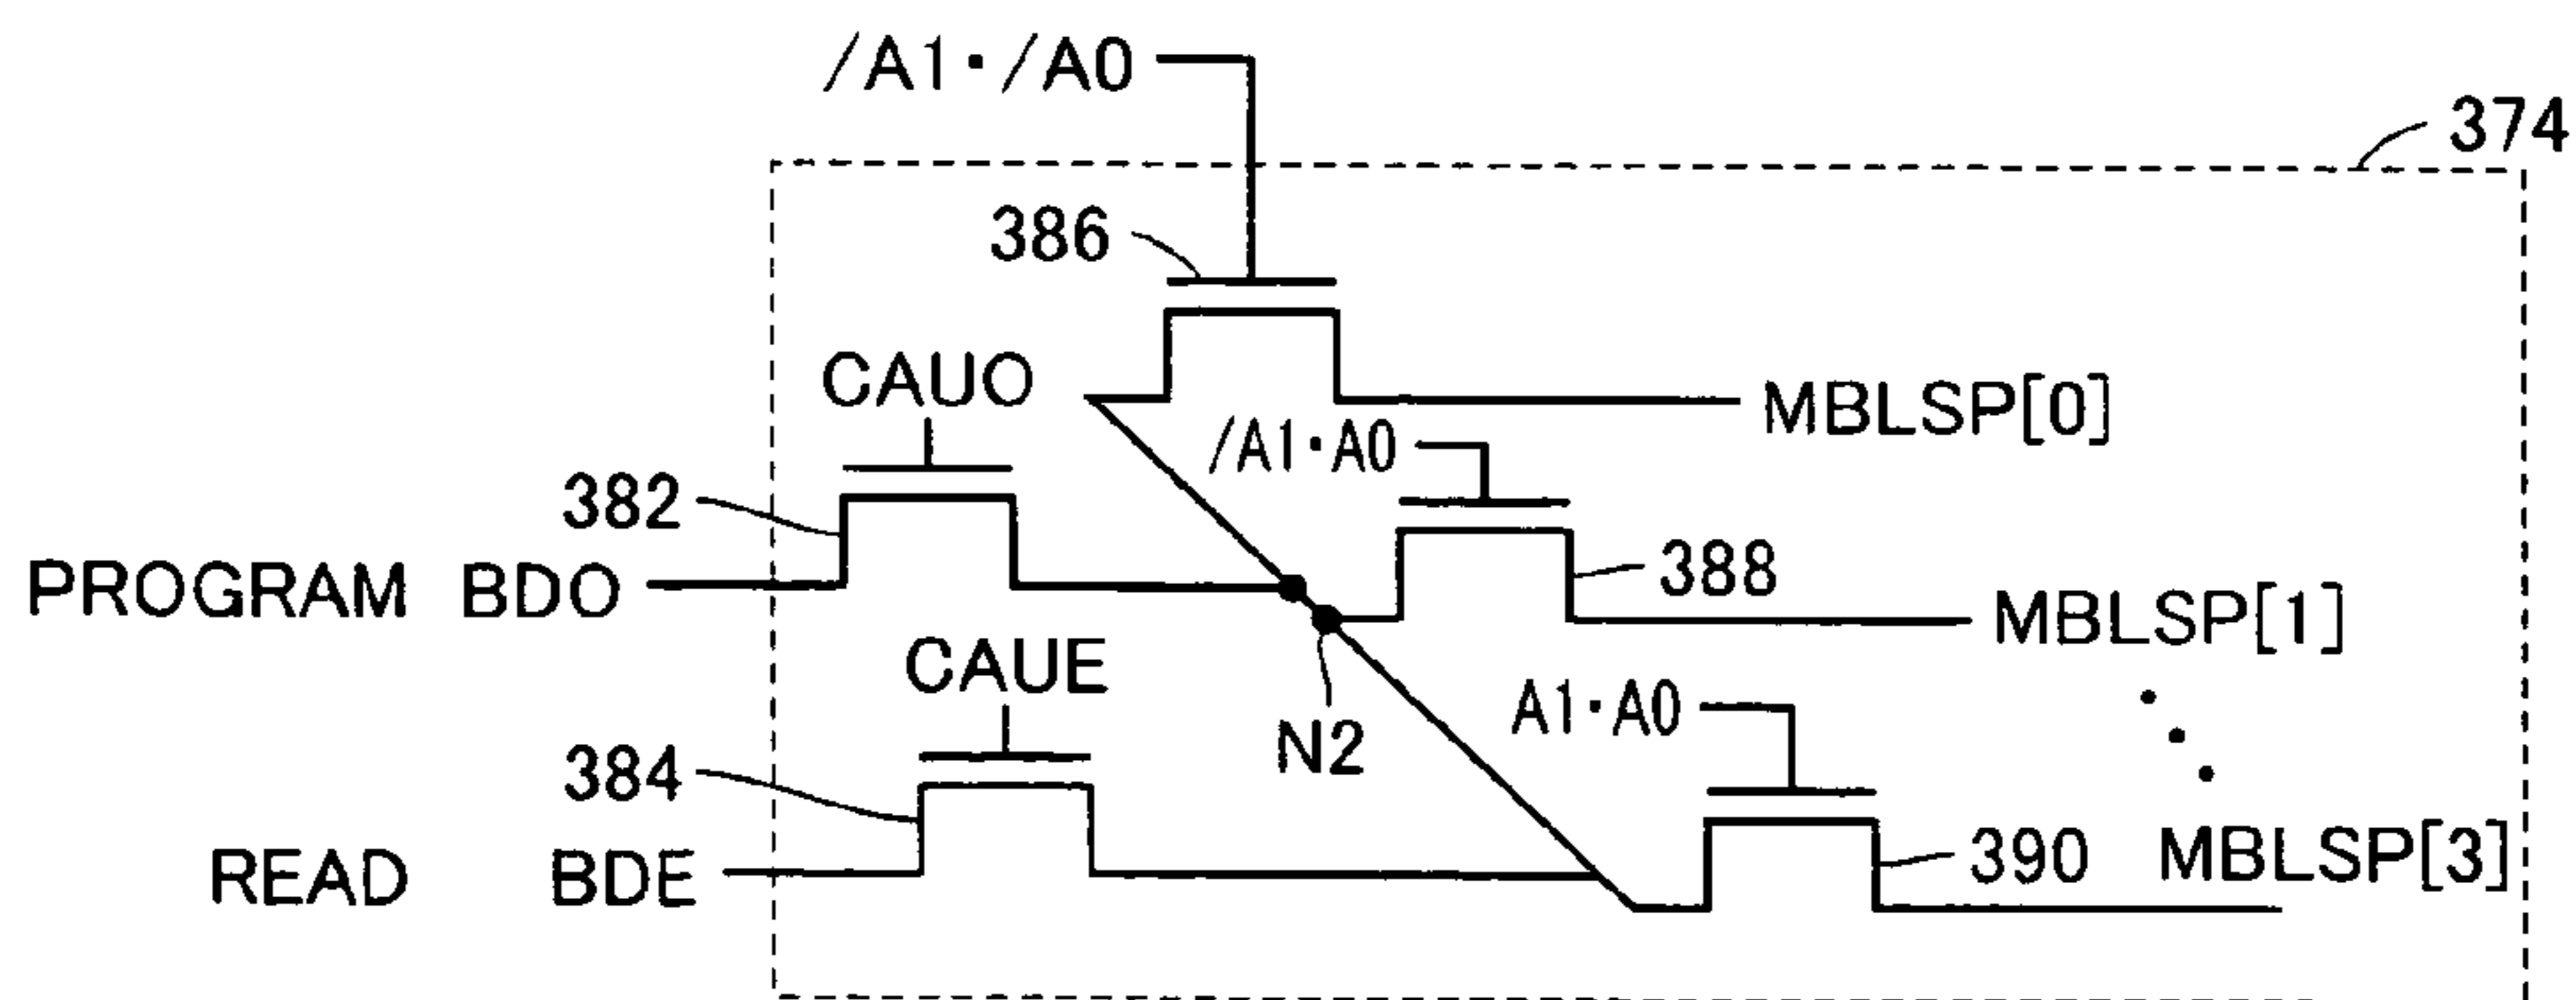 /A1·/A0
374
386
CAUO
MBLSP[0]
/A1·A0
382
388
PROGRAM BDO
MBLSP[1]
CAUE
A1·A0
N2
384
390 MBLSP[3]
READ BDE